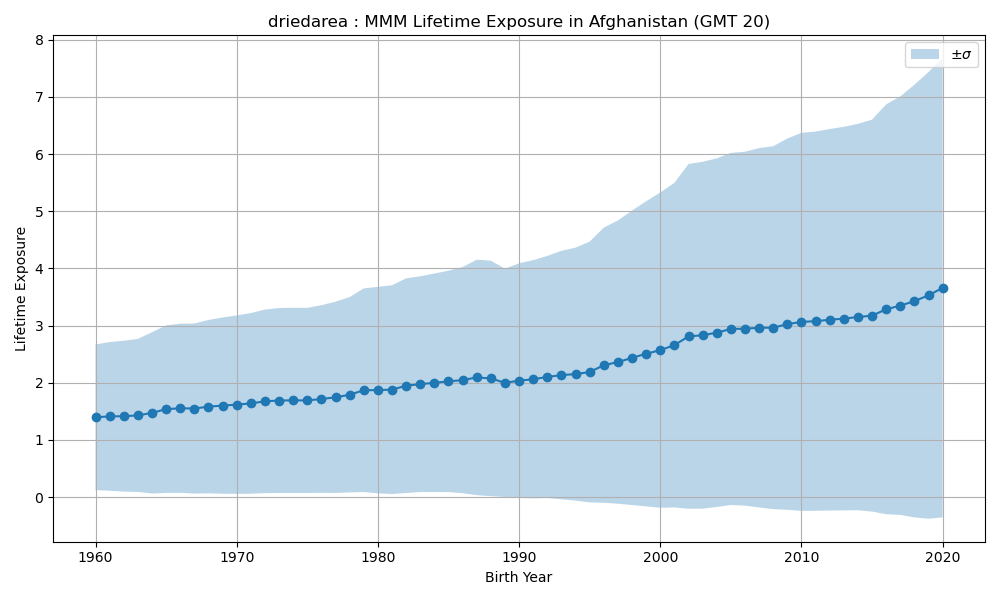 driedarea : MMM Lifetime Exposure in Afghanistan (GMT 20)
±σ
Lifetime Exposure
8
7
6
5
4
3
2
1
0
1960 1970 1980 1990 2000 2010 2020
Birth Year